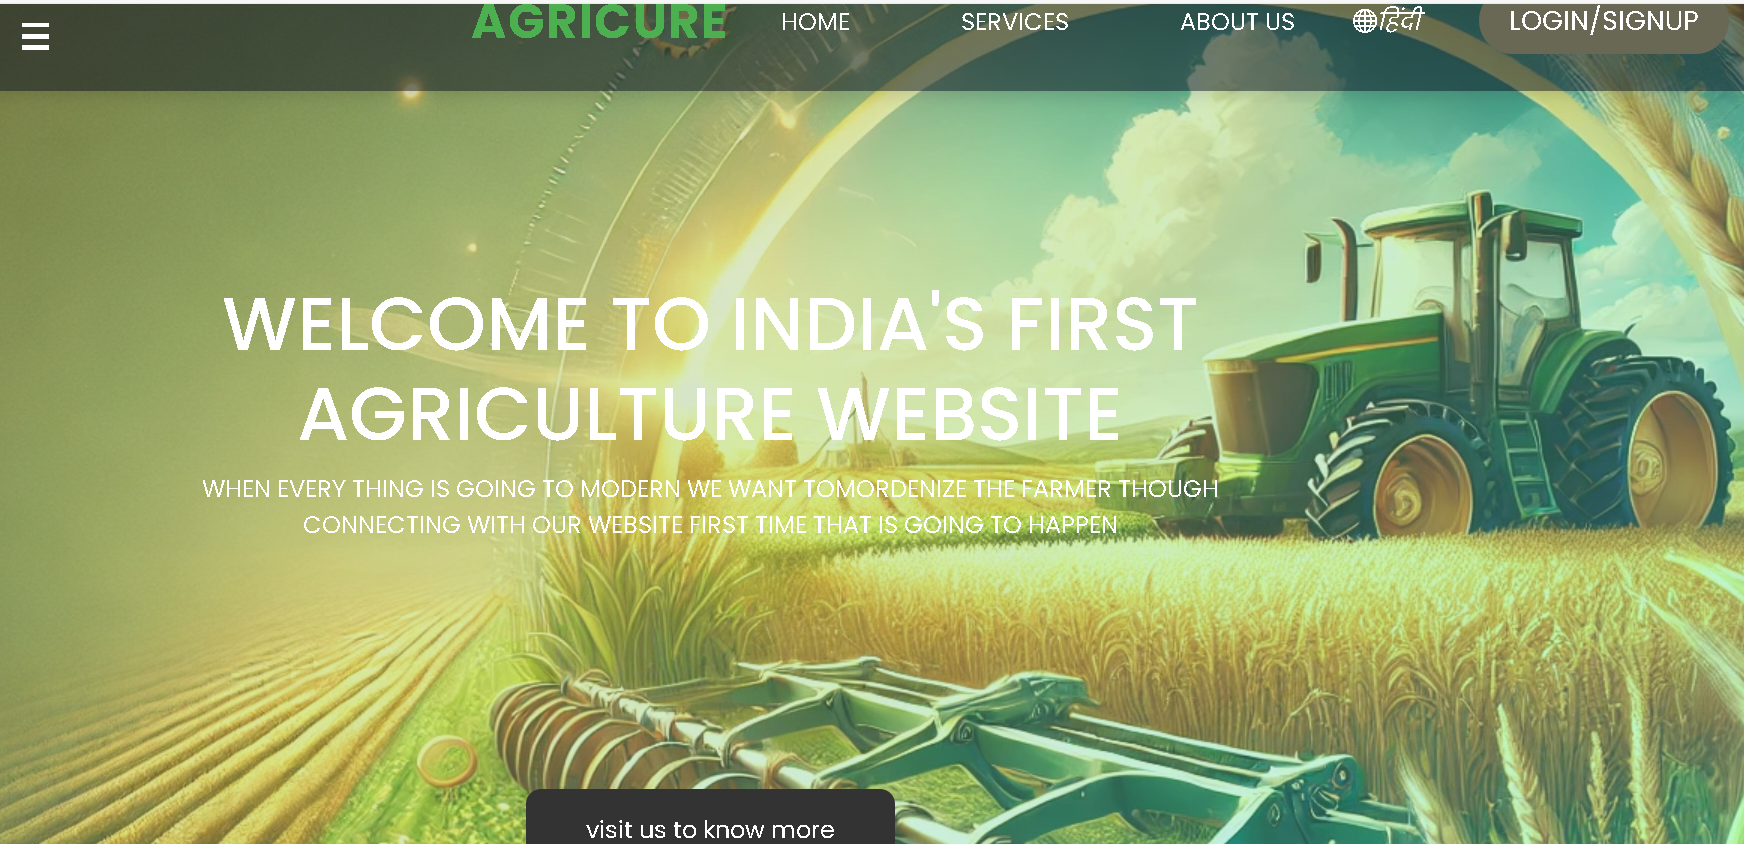 AGRICURE
HOME
SERVICES
ABOUT US
हिंदी
LOGIN/SIGNUP
WELCOME TO INDIA'S FIRST
AGRICULTURE WEBSITE
WHEN EVERY THING IS GOING TO MODERN WE WANT TOMORDENIZE THE FARMER THOUGH
CONNECTING WITH OUR WEBSITE FIRST TIME THAT IS GOING TO HAPPEN
visit us to know more